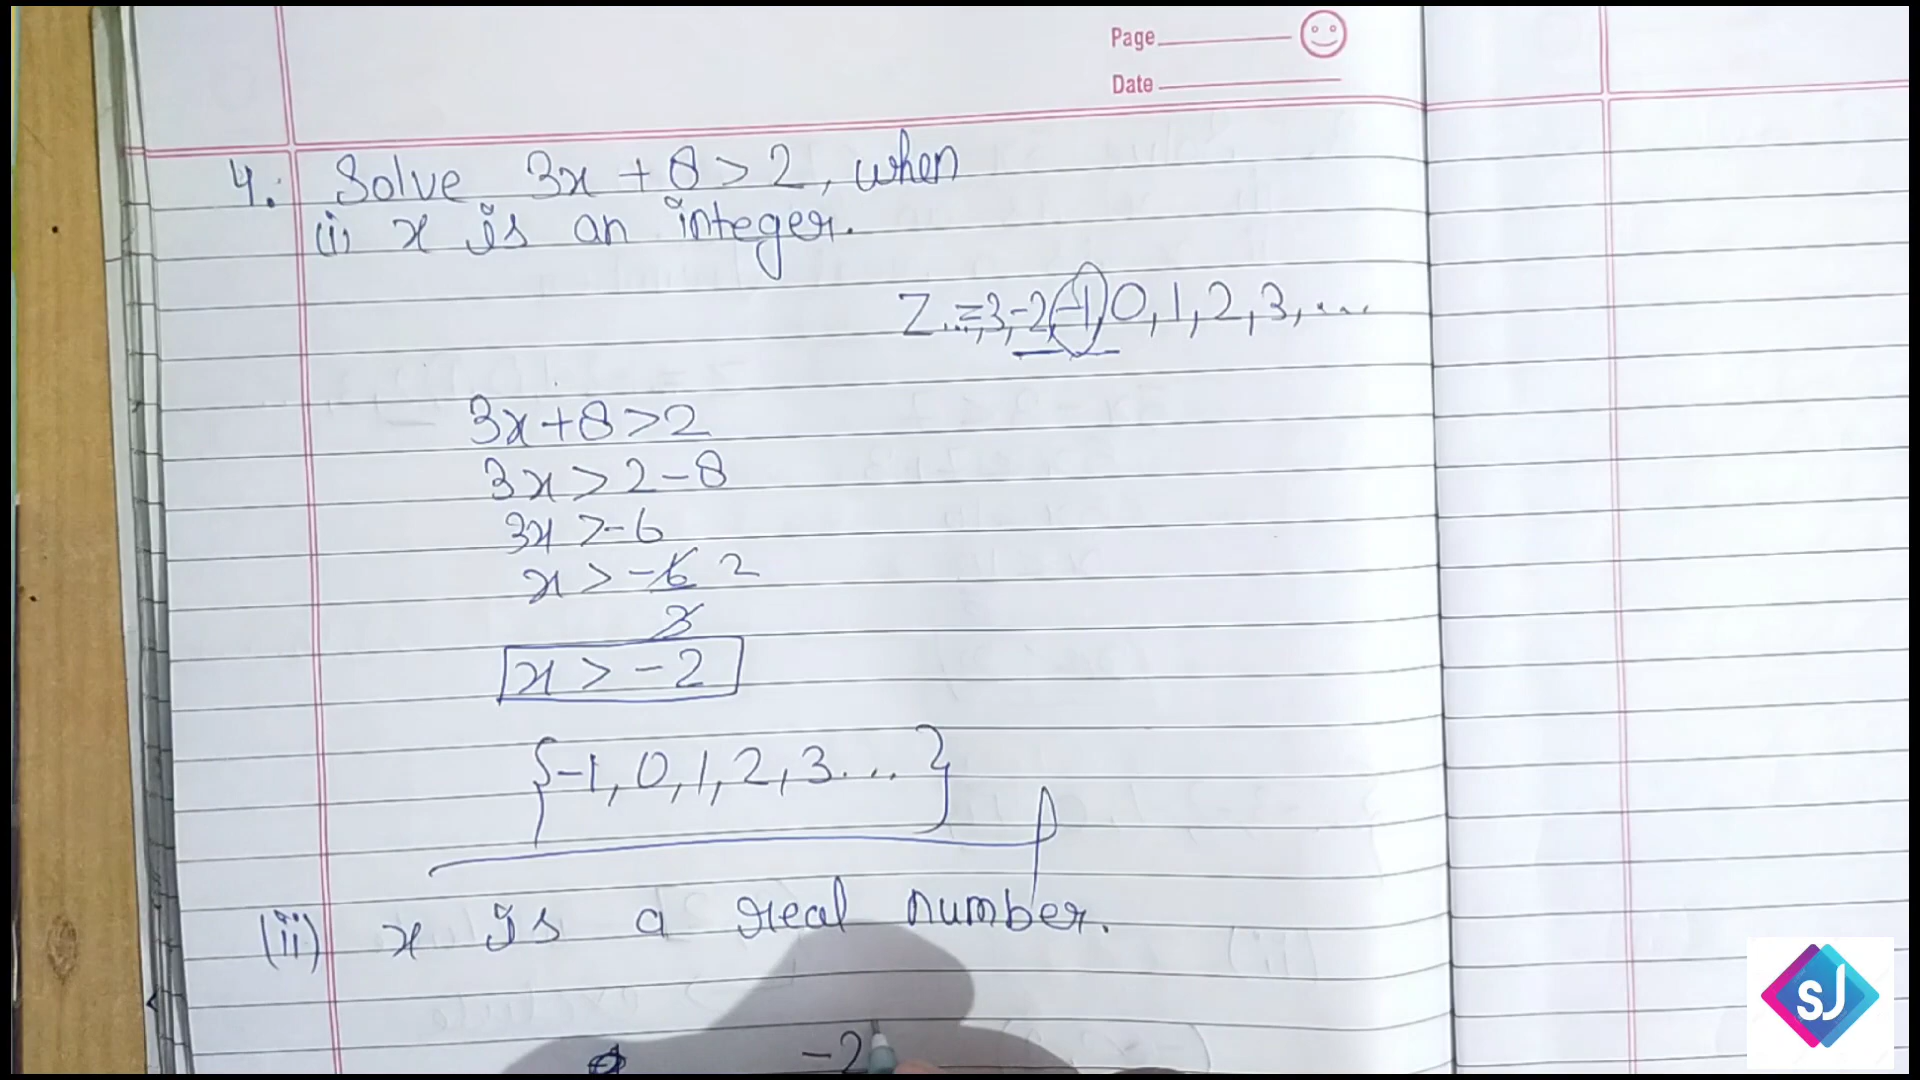 Page
Date
4. Solve 3x + 8 > 2, when
(i) x is an integer.
Z...-3,-2,-1,0,1,2,3,...
3x+8>2
3x>2-8
3x>-6
x>-6 2
3
x > -2
{-1,0,1,2,3...}
(ii) x is a real number.
-2
SJ